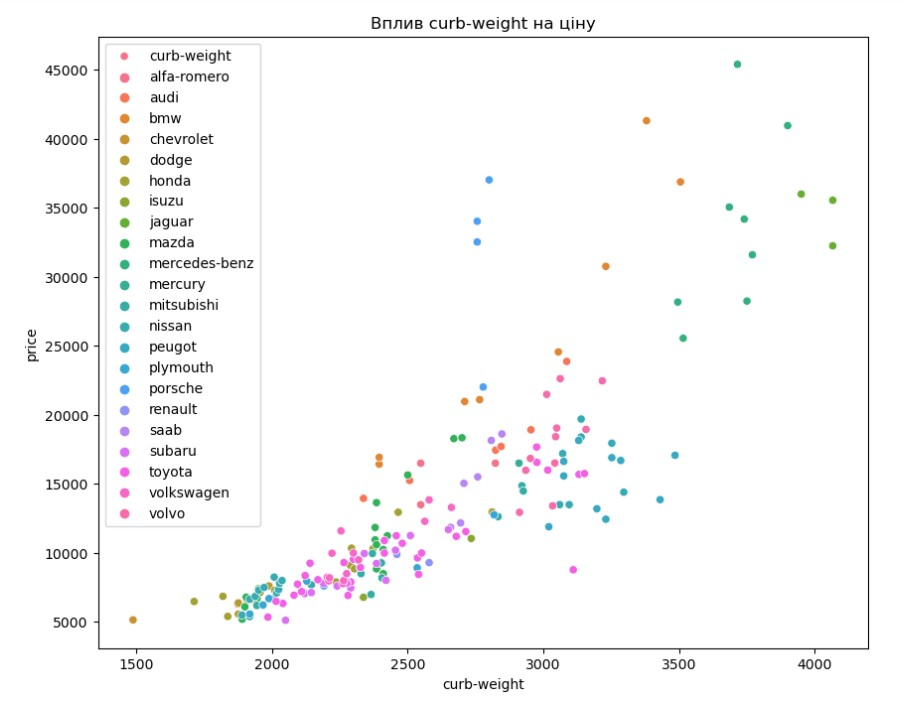 Вплив curb-weight на ціну
curb-weight
alfa-romero
audi
bmw
chevrolet
dodge
honda
isuzu
jaguar
mazda
mercedes-benz
mercury
mitsubishi
nissan
peugot
plymouth
porsche
renault
saab
subaru
toyota
volkswagen
volvo
45000
40000
35000
30000
25000
20000
15000
10000
5000
price
1500 2000 2500 3000 3500 4000
curb-weight